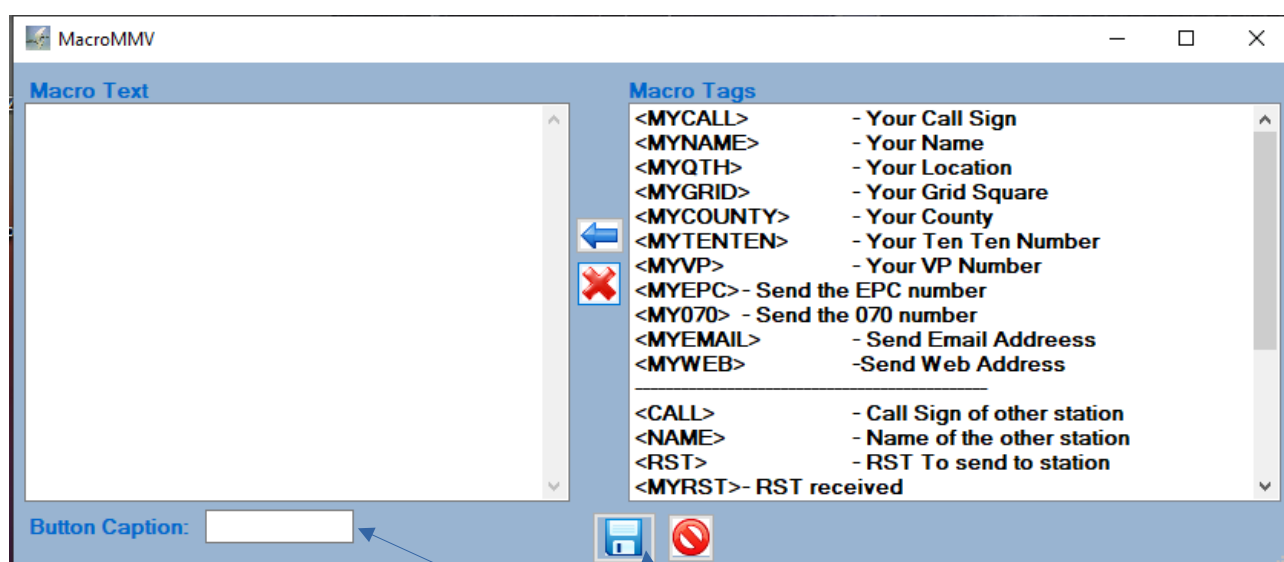 MacroMMV
Macro Text
Macro Tags
<MYCALL> - Your Call Sign
<MYNAME> - Your Name
<MYQTH> - Your Location
<MYGRID> - Your Grid Square
<MYCOUNTY> - Your County
<MYTENTEN> - Your Ten Ten Number
<MYVP> - Your VP Number
<MYEPC>- Send the EPC number
<MY070> - Send the 070 number
<MYEMAIL> - Send Email Addreess
<MYWEB> -Send Web Address
----------------------------------------------
<CALL> - Call Sign of other station
<NAME> - Name of the other station
<RST> - RST To send to station
<MYRST>- RST received
Button Caption: